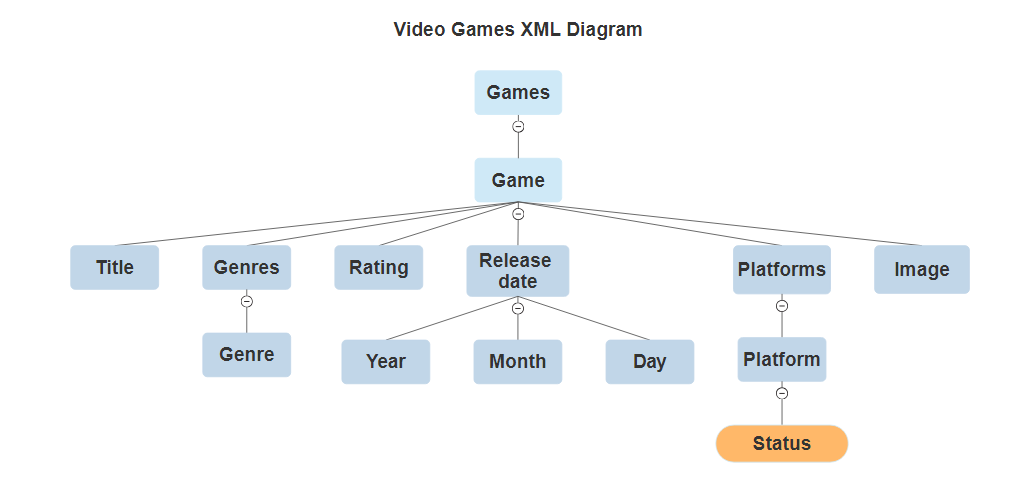 Video Games XML Diagram
Games
Game
Title
Genres
Rating
Release
date
Platforms
Image
Genre
Year
Month
Day
Platform
Status